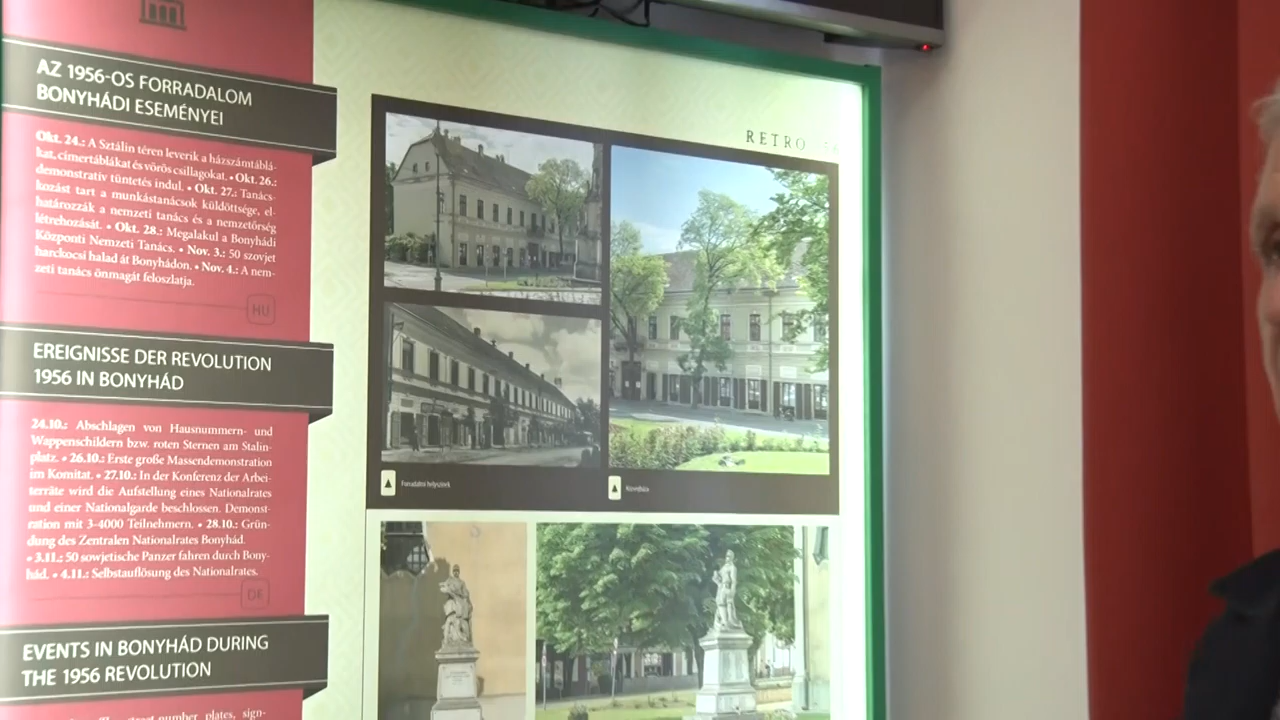 AZ 1956-OS FORRADALOM
BONYHÁDI ESEMÉNYEI
Okt. 24.: A Sztálin téren leverik a házszámtáblá-
kat, címertáblákat és vörös csillagokat. • Okt. 26.:
demonstratív tüntetés indul. • Okt. 27.: Tanács-
kozást tart a munkástanácsok küldöttsége, el-
határozzák a nemzeti tanács és a nemzetőrség
létrehozását. • Okt. 28.: Megalakul a Bonyhádi
Központi Nemzeti Tanács. • Nov. 3.: 50 szovjet
harckocsi halad át Bonyhádon. • Nov. 4.: A nem-
zeti tanács önmagát feloszlatja.
HU
EREIGNISSE DER REVOLUTION
1956 IN BONYHÁD
24.10.: Abschlagen von Hausnummern- und
Wappenschildern bzw. roten Sternen am Stalin-
platz. • 26.10.: Erste große Massendemonstration
im Komitat. • 27.10.: In der Konferenz der Arbei-
terräte wird die Aufstellung eines Nationalrates
und einer Nationalgarde beschlossen. Demonst-
ration mit 3-4000 Teilnehmern. • 28.10.: Grün-
dung des Zentralen Nationalrates Bonyhád.
• 3.11.: 50 sowjetische Panzer fahren durch Bony-
hád. • 4.11.: Selbstauflösung des Nationalrates.
DE
EVENTS IN BONYHÁD DURING
THE 1956 REVOLUTION
street number plates, sign-
RETRO
Forradalmi helyszínek